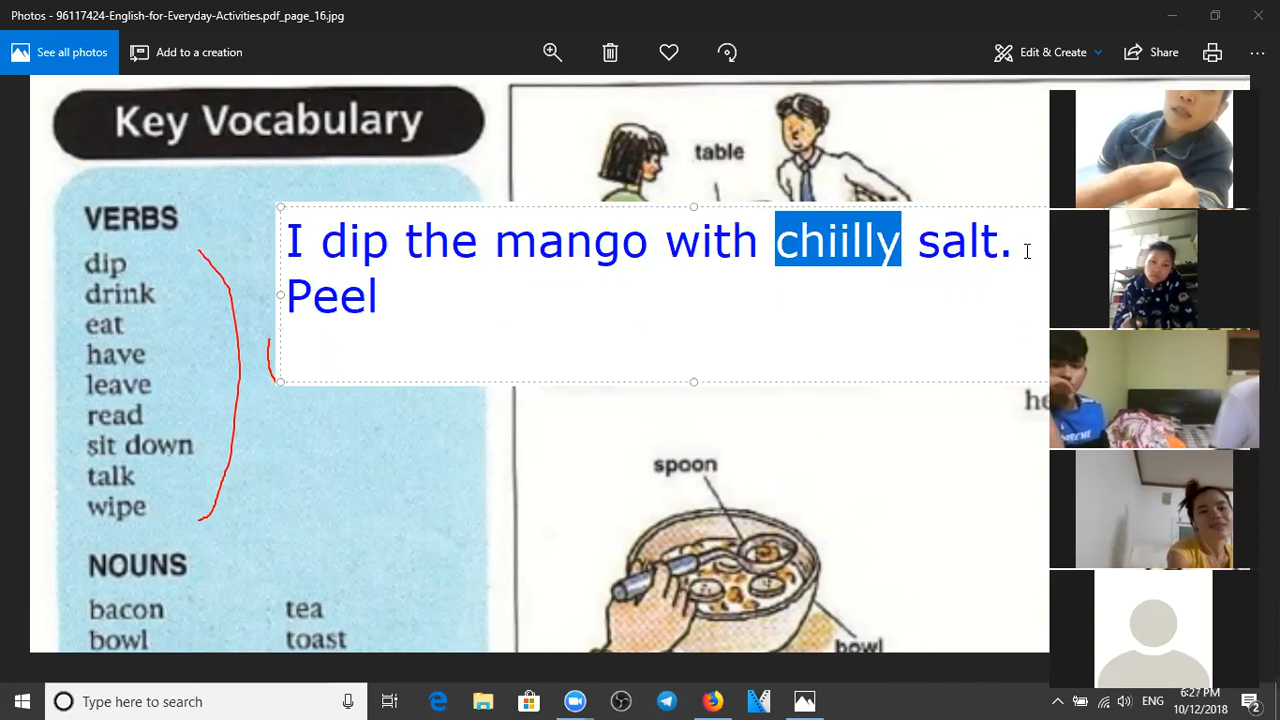 Photos - 96117424-English-for-Everyday-Activities.pdf_page_16.jpg
See all photos
Add to a creation
Edit & Create
Share
Key Vocabulary
table
VERBS
dip
drink
eat
have
leave
read
sit down
talk
wipe
I dip the mango with chiilly salt.
Peel
he
spoon
bowl
NOUNS
bacon tea
bowl toast
Type here to search
ENG
6:27 PM
10/12/2018
2